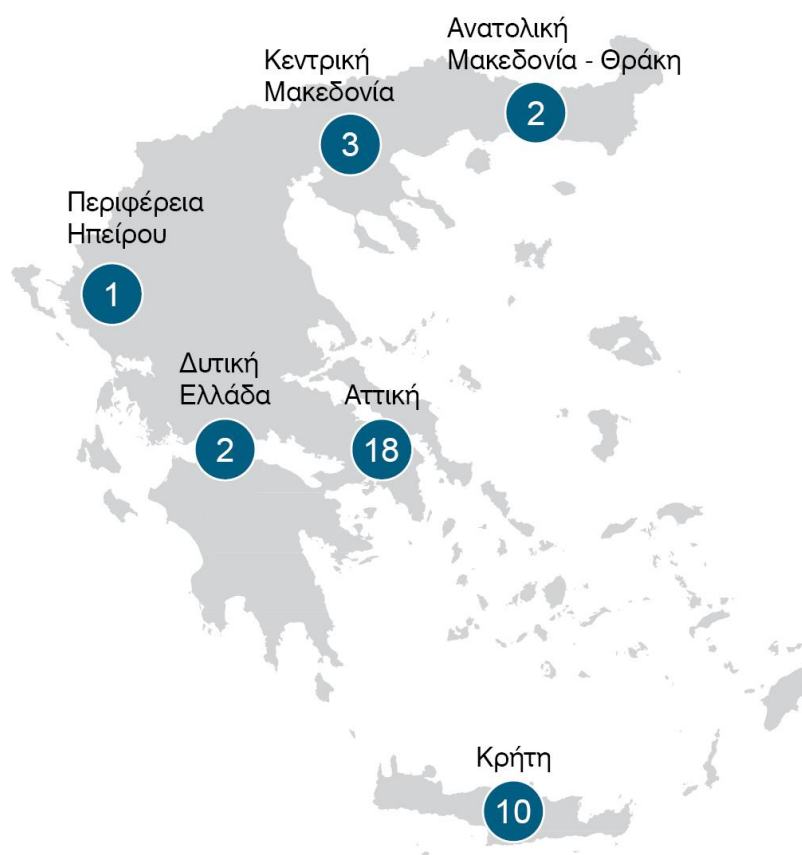 Ανατολική
Μακεδονία - Θράκη
2
Κεντρική
Μακεδονία
3
Περιφέρεια
Ηπείρου
1
Δυτική
Ελλάδα
2
Αττική
18
Κρήτη
10